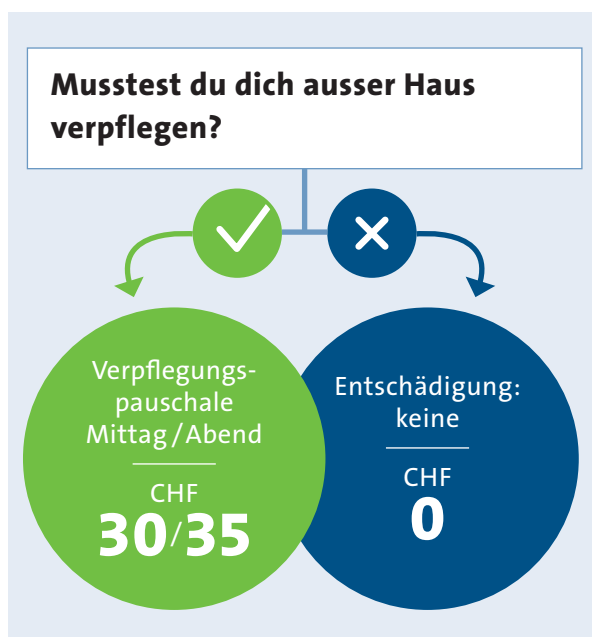 Musstest du dich ausser Haus
verpflegen?
Verpflegungs-
pauschale
Mittag/Abend
CHF
30/35
Entschädigung:
keine
CHF
0